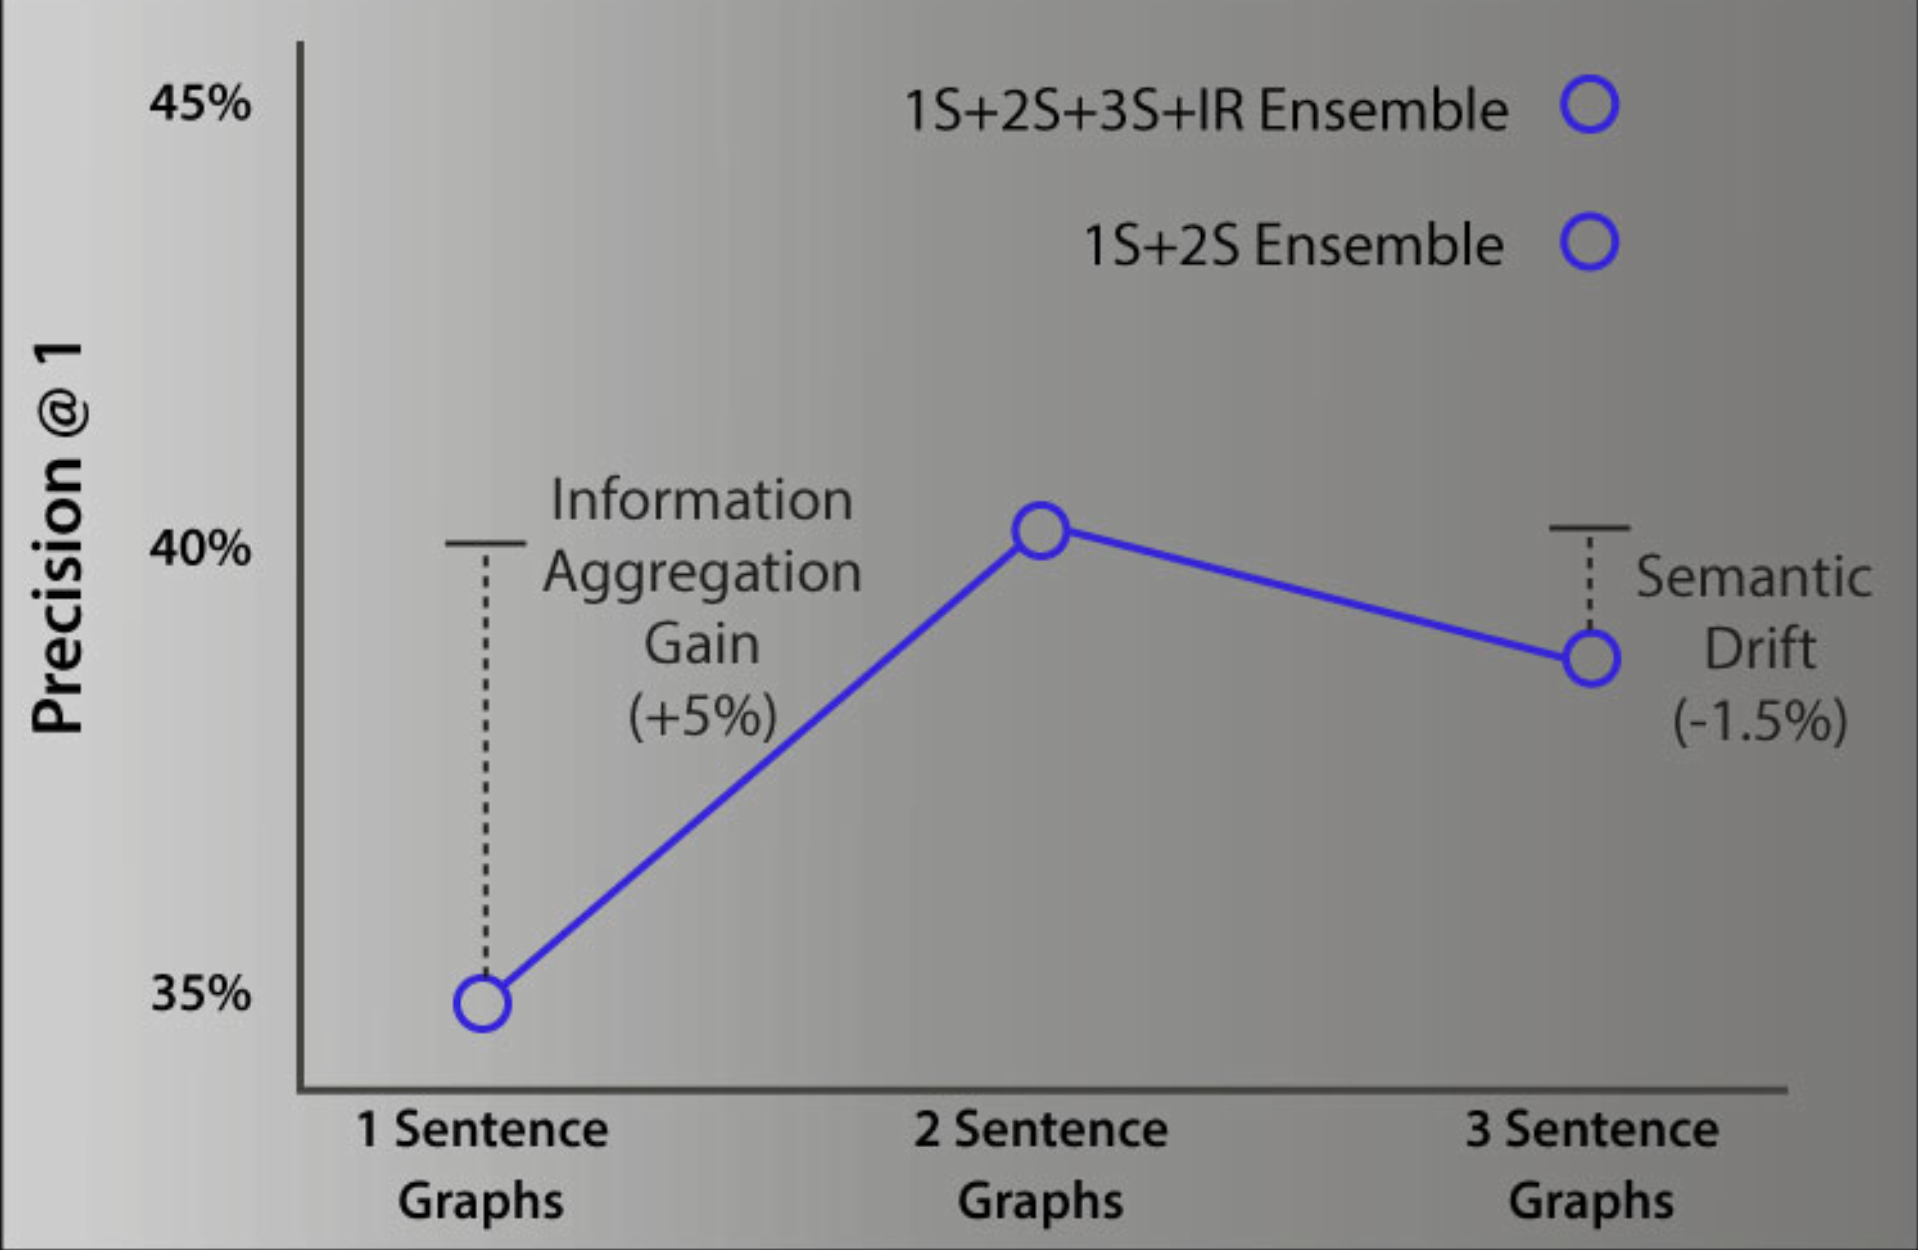 45%
1S+2S+3S+IR Ensemble
1S+2S Ensemble
Precision @ 1
40%
Information
Aggregation
Gain
(+5%)
Semantic
Drift
(-1.5%)
35%
1 Sentence
Graphs
2 Sentence
Graphs
3 Sentence
Graphs